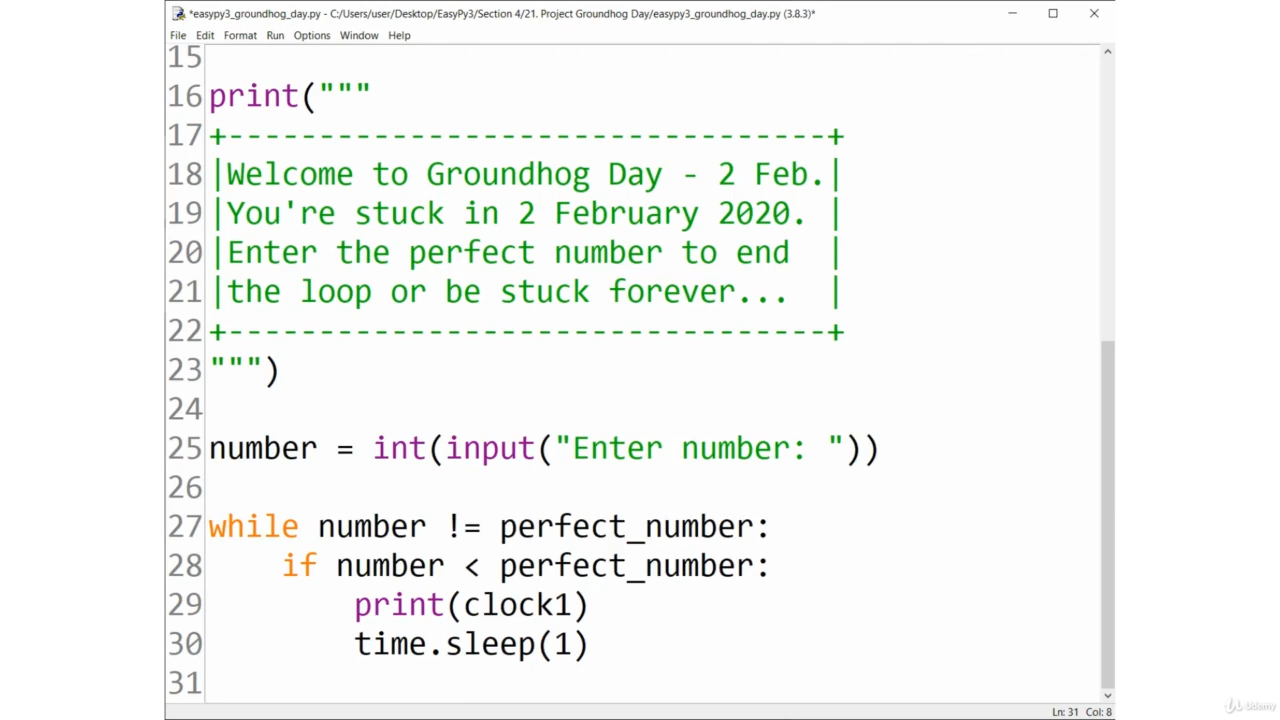 *easypy3_groundhog_day.py - C:/Users/user/Desktop/EasyPy3/Section 4/21. Project Groundhog Day/easypy3_groundhog_day.py (3.8.3)*
File Edit Format Run Options Window Help
15
16 print("""
17 +---------------------------------+
18 |Welcome to Groundhog Day - 2 Feb.|
19 |You're stuck in 2 February 2020. |
20 |Enter the perfect number to end  |
21 |the loop or be stuck forever...  |
22 +---------------------------------+
23 """)
24
25 number = int(input("Enter number: "))
26
27 while number != perfect_number:
28     if number < perfect_number:
29         print(clock1)
30         time.sleep(1)
31
Ln: 31 Col: 8
Udemy